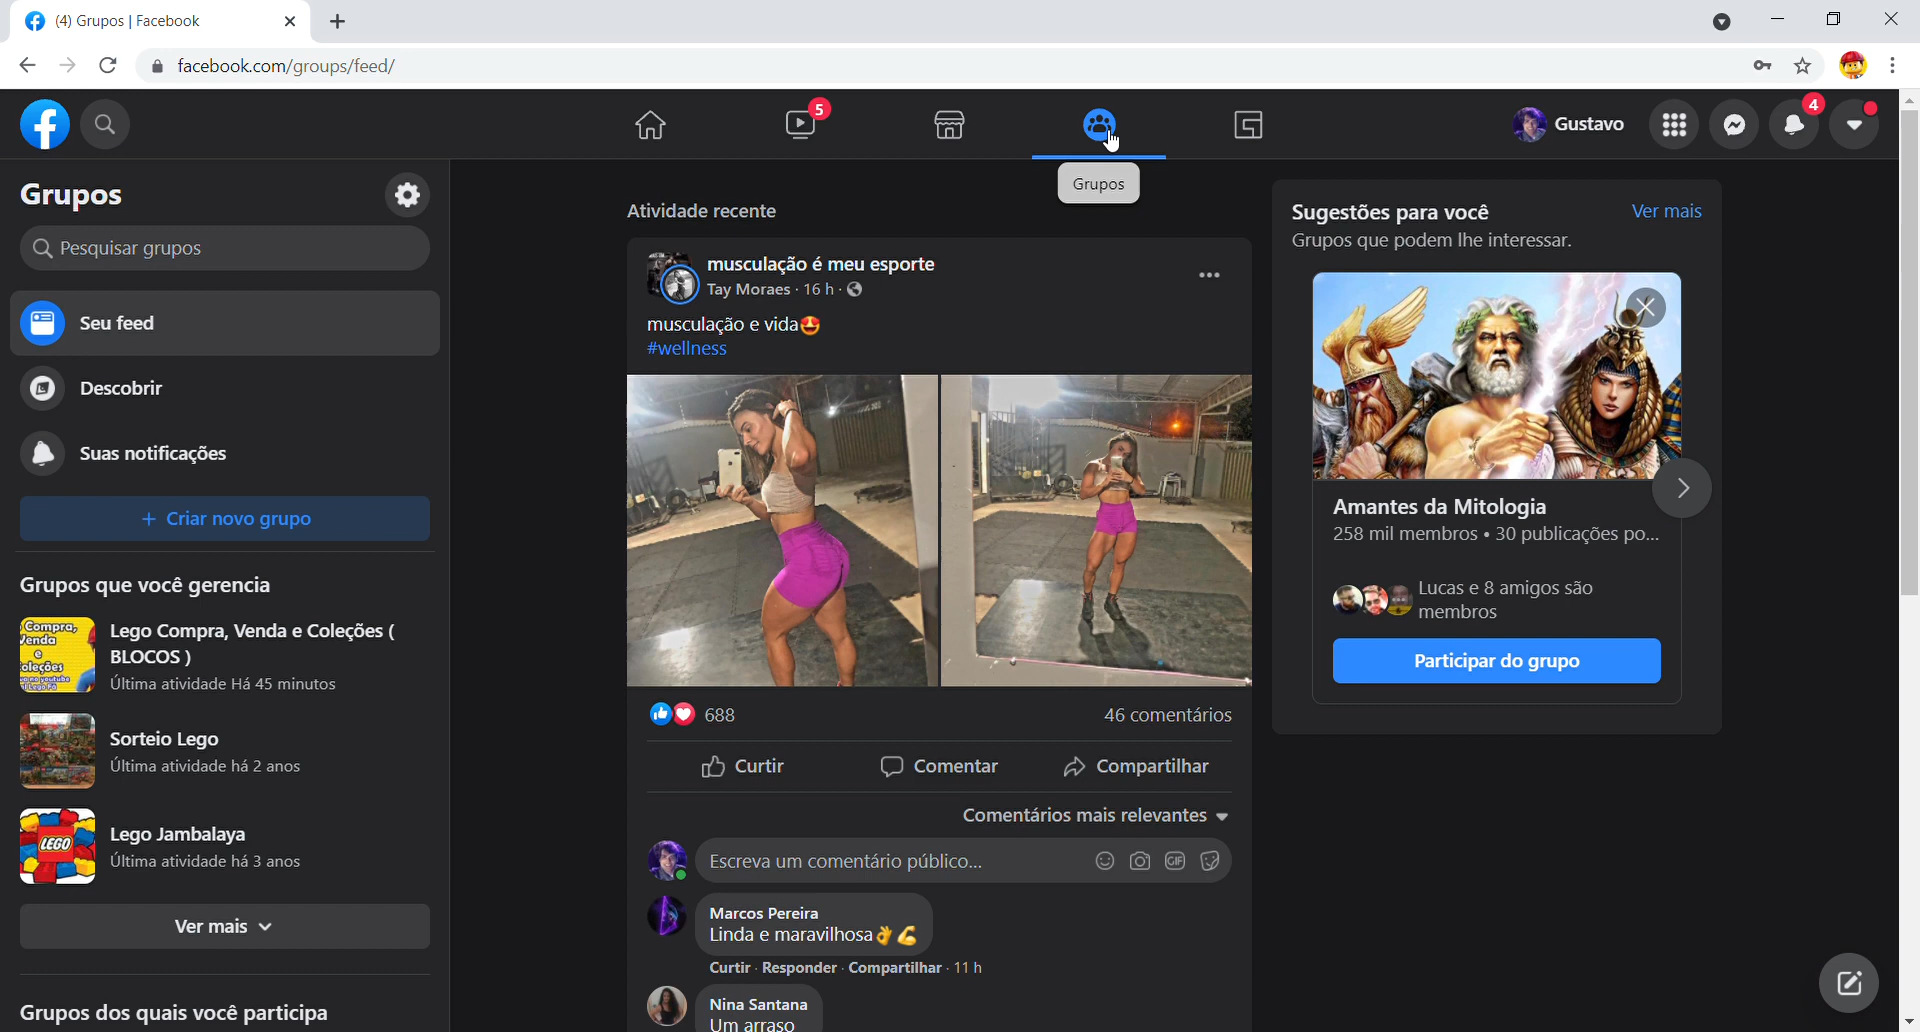 (4) Grupos | Facebook
facebook.com/groups/feed/
5
Gustavo
4
Grupos
Grupos
Pesquisar grupos
Seu feed
Descobrir
Suas notificações
+ Criar novo grupo
Grupos que você gerencia
Compra,
Venda
e
oleções
Lego Compra, Venda e Coleções (
BLOCOS )
Última atividade Há 45 minutos
Sorteio Lego
Última atividade há 2 anos
LEGO
Lego Jambalaya
Última atividade há 3 anos
Ver mais
Grupos dos quais você participa
Atividade recente
musculação é meu esporte
Tay Moraes · 16 h ·
musculação e vida🤩
#wellness
688
46 comentários
Curtir
Comentar
Compartilhar
Comentários mais relevantes
Escreva um comentário público...
GIF
Marcos Pereira
Linda e maravilhosa👌💪
Curtir · Responder · Compartilhar · 11 h
Nina Santana
Um arraso
Sugestões para você
Ver mais
Grupos que podem lhe interessar.
Amantes da Mitologia
258 mil membros • 30 publicações po...
Lucas e 8 amigos são
membros
Participar do grupo